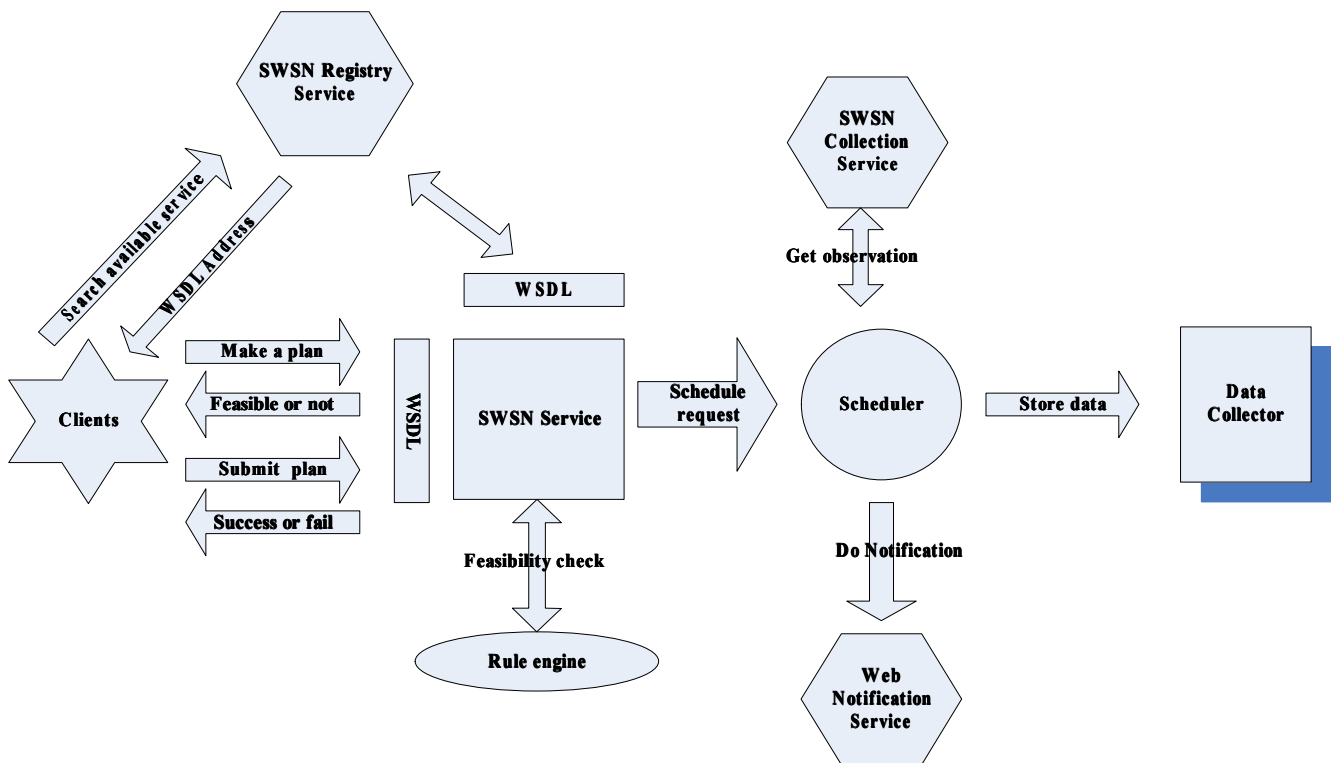 SWSN Registry
Service
SWSN
Collection
Service
Search available service
WSDL Address
Get observation
WSDL
Make a plan
Feasible or not
Submit plan
Success or fail
Clients
WSDL
SWSN Service
Schedule
request
Scheduler
Store data
Data
Collector
Feasibility check
Do Notification
Rule engine
Web
Notification
Service